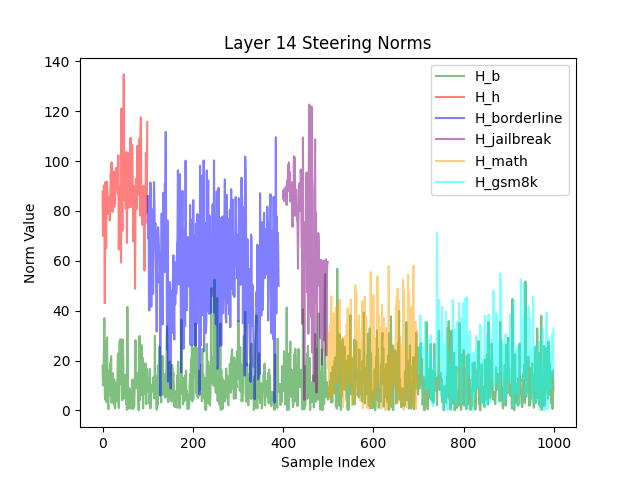 Layer 14 Steering Norms
140
120
100
80
60
40
20
0
Norm Value
0
200
400
600
800
1000
Sample Index
H_b
H_h
H_borderline
H_jailbreak
H_math
H_gsm8k